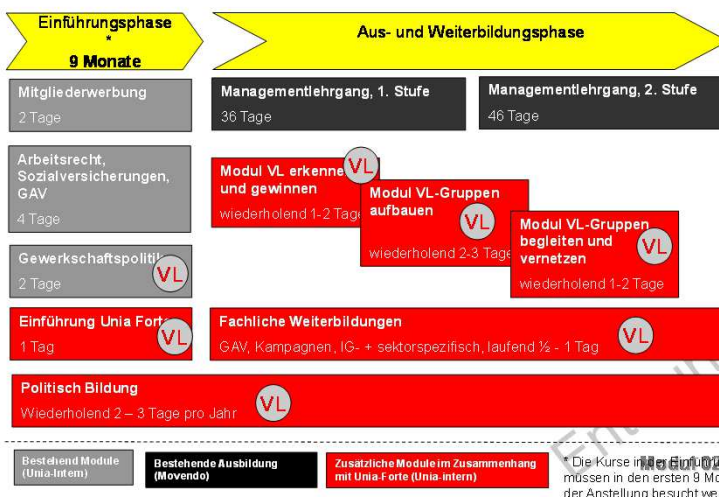 Einführungsphase
*
9 Monate
Aus- und Weiterbildungsphase
Mitgliederwerbung
2 Tage
Managementlehrgang, 1. Stufe
36 Tage
Managementlehrgang, 2. Stufe
46 Tage
Arbeitsrecht,
Sozialversicherungen,
GAV
4 Tage
Modul VL erkenne
und gewinnen
wiederholend 1-2 Tage
VL
Modul VL-Gruppen
aufbauen
wiederholend 2-3 Tage
VL
Modul VL-Gruppen
begleiten und
vernetzen
wiederholend 1-2 Tage
VL
Gewerkschaftspolitik
2 Tage
VL
Einführung Unia Forte
1 Tag
VL
Fachliche Weiterbildungen
GAV, Kampagnen, IG- + sektorspezifisch, laufend ½ - 1 Tag
VL
Politisch Bildung
Wiederholend 2 – 3 Tage pro Jahr
VL
Bestehend Module
(Unia-Intern)
Bestehende Ausbildung
(Movendo)
Zusätzliche Module im Zusammenhang
mit Unia-Forte (Unia-intern)
* Die Kurse in der
Modul 02
müssen in den ersten 9 Mo
der Anstellung besucht we